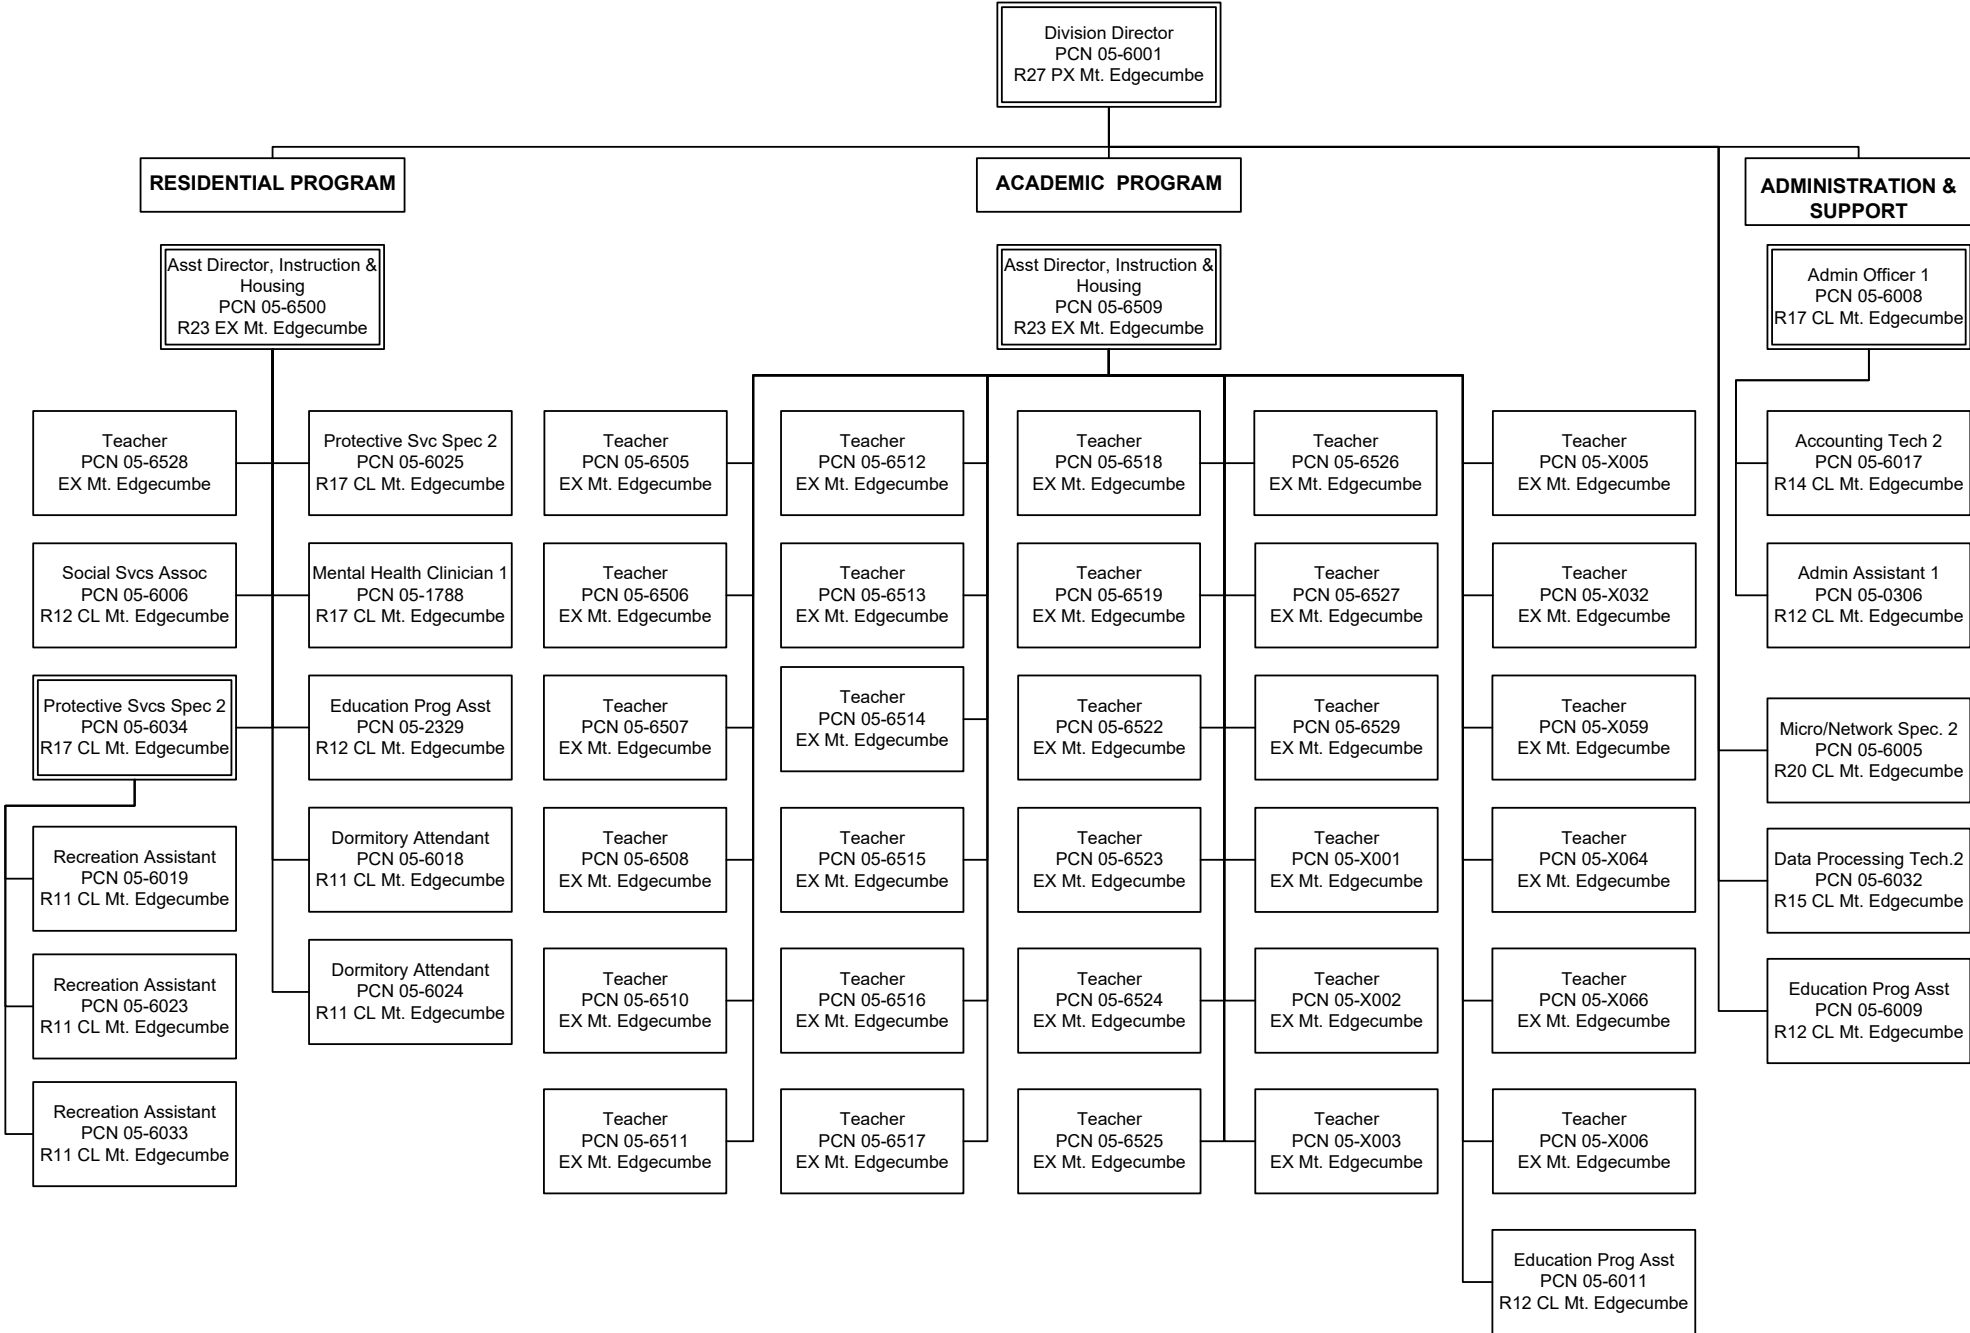 Division Director
PCN 05-6001
R27 PX Mt. Edgecumbe
RESIDENTIAL PROGRAM
ACADEMIC PROGRAM
ADMINISTRATION &
SUPPORT
Asst Director, Instruction &
Housing
PCN 05-6500
R23 EX Mt. Edgecumbe
Asst Director, Instruction &
Housing
PCN 05-6509
R23 EX Mt. Edgecumbe
Admin Officer 1
PCN 05-6008
R17 CL Mt. Edgecumbe
Teacher
PCN 05-6528
EX Mt. Edgecumbe
Protective Svc Spec 2
PCN 05-6025
R17 CL Mt. Edgecumbe
Teacher
PCN 05-6505
EX Mt. Edgecumbe
Teacher
PCN 05-6512
EX Mt. Edgecumbe
Teacher
PCN 05-6518
EX Mt. Edgecumbe
Teacher
PCN 05-6526
EX Mt. Edgecumbe
Teacher
PCN 05-X005
EX Mt. Edgecumbe
Accounting Tech 2
PCN 05-6017
R14 CL Mt. Edgecumbe
Social Svcs Assoc
PCN 05-6006
R12 CL Mt. Edgecumbe
Mental Health Clinician 1
PCN 05-1788
R17 CL Mt. Edgecumbe
Teacher
PCN 05-6506
EX Mt. Edgecumbe
Teacher
PCN 05-6513
EX Mt. Edgecumbe
Teacher
PCN 05-6519
EX Mt. Edgecumbe
Teacher
PCN 05-6527
EX Mt. Edgecumbe
Teacher
PCN 05-X032
EX Mt. Edgecumbe
Admin Assistant 1
PCN 05-0306
R12 CL Mt. Edgecumbe
Protective Svcs Spec 2
PCN 05-6034
R17 CL Mt. Edgecumbe
Education Prog Asst
PCN 05-2329
R12 CL Mt. Edgecumbe
Teacher
PCN 05-6507
EX Mt. Edgecumbe
Teacher
PCN 05-6514
EX Mt. Edgecumbe
Teacher
PCN 05-6522
EX Mt. Edgecumbe
Teacher
PCN 05-6529
EX Mt. Edgecumbe
Teacher
PCN 05-X059
EX Mt. Edgecumbe
Micro/Network Spec. 2
PCN 05-6005
R20 CL Mt. Edgecumbe
Recreation Assistant
PCN 05-6019
R11 CL Mt. Edgecumbe
Dormitory Attendant
PCN 05-6018
R11 CL Mt. Edgecumbe
Teacher
PCN 05-6508
EX Mt. Edgecumbe
Teacher
PCN 05-6515
EX Mt. Edgecumbe
Teacher
PCN 05-6523
EX Mt. Edgecumbe
Teacher
PCN 05-X001
EX Mt. Edgecumbe
Teacher
PCN 05-X064
EX Mt. Edgecumbe
Data Processing Tech.2
PCN 05-6032
R15 CL Mt. Edgecumbe
Recreation Assistant
PCN 05-6023
R11 CL Mt. Edgecumbe
Dormitory Attendant
PCN 05-6024
R11 CL Mt. Edgecumbe
Teacher
PCN 05-6510
EX Mt. Edgecumbe
Teacher
PCN 05-6516
EX Mt. Edgecumbe
Teacher
PCN 05-6524
EX Mt. Edgecumbe
Teacher
PCN 05-X002
EX Mt. Edgecumbe
Teacher
PCN 05-X066
EX Mt. Edgecumbe
Education Prog Asst
PCN 05-6009
R12 CL Mt. Edgecumbe
Recreation Assistant
PCN 05-6033
R11 CL Mt. Edgecumbe
Teacher
PCN 05-6511
EX Mt. Edgecumbe
Teacher
PCN 05-6517
EX Mt. Edgecumbe
Teacher
PCN 05-6525
EX Mt. Edgecumbe
Teacher
PCN 05-X003
EX Mt. Edgecumbe
Teacher
PCN 05-X006
EX Mt. Edgecumbe
Education Prog Asst
PCN 05-6011
R12 CL Mt. Edgecumbe